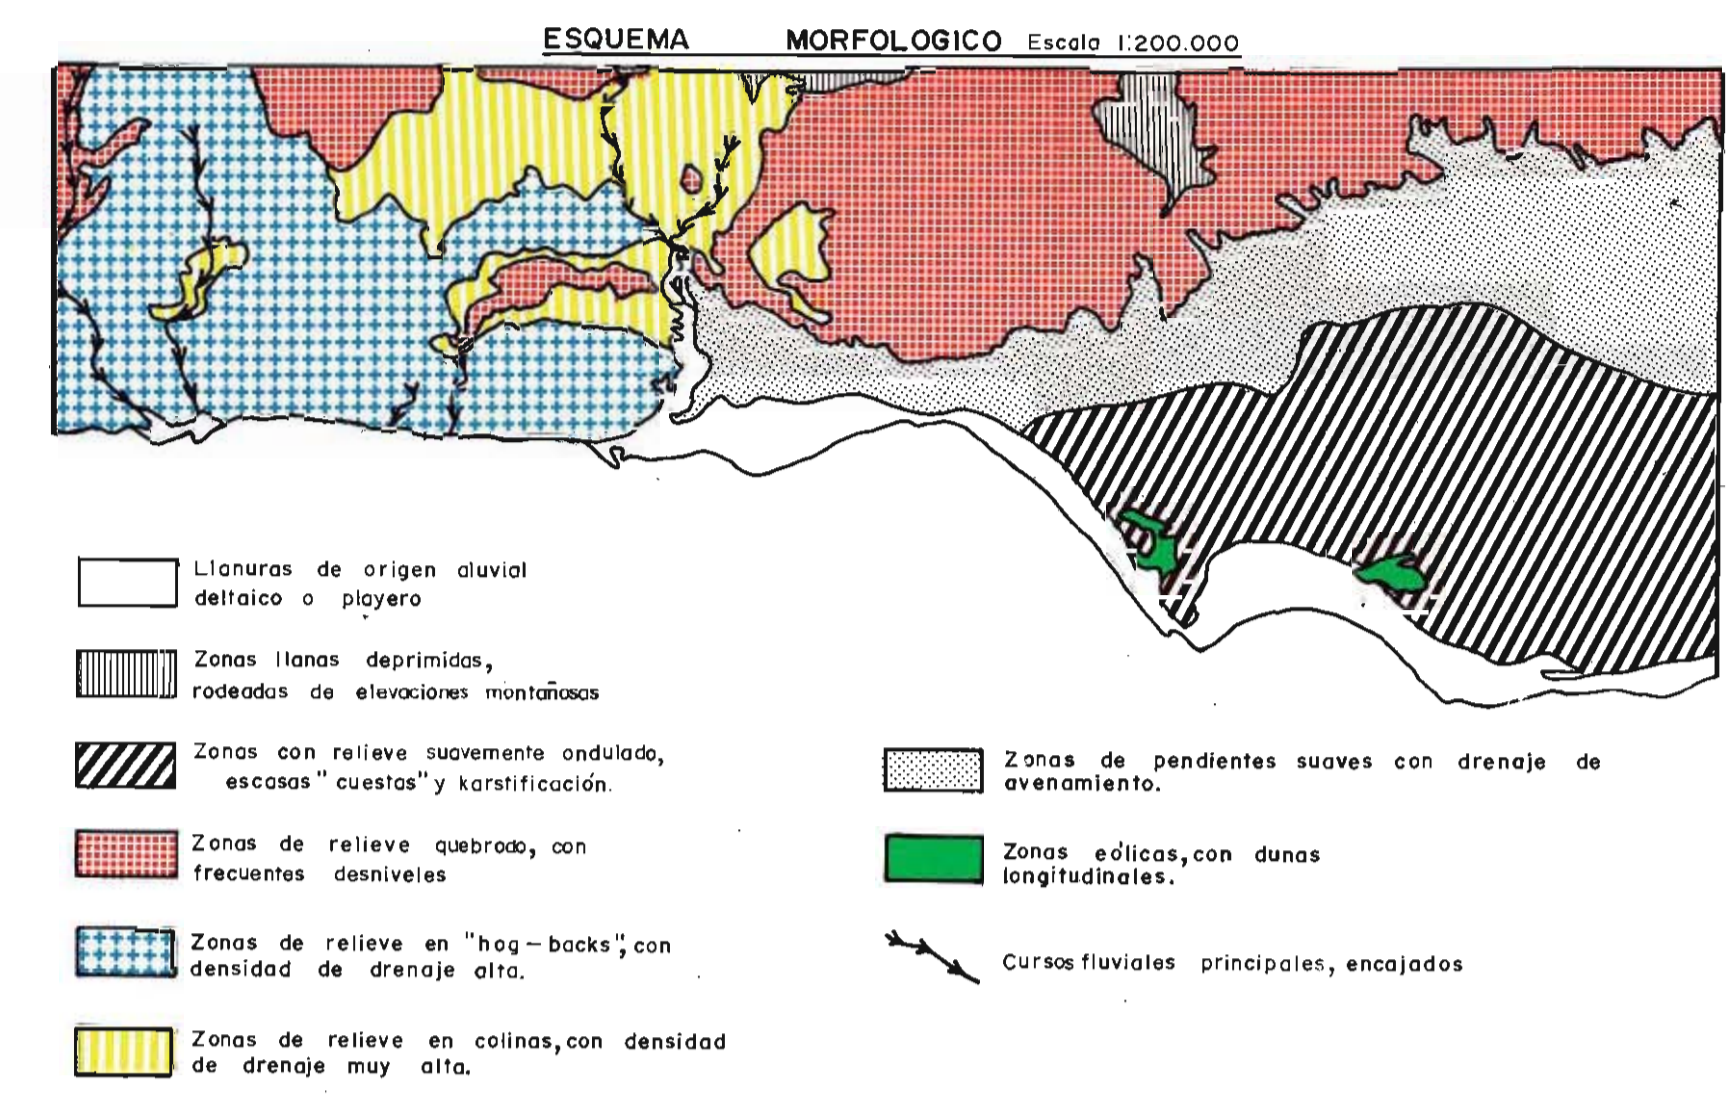 ESQUEMA MORFOLOGICO Escala 1:200.000
Llanuras de origen aluvial
deltaico o playero
Zonas llanas deprimidas,
rodeadas de elevaciones montañosas
Zonas con relieve suavemente ondulado,
escasas "cuestas" y karstificación.
Zonas de relieve quebrado, con
frecuentes desniveles
Zonas de relieve en "hog-backs", con
densidad de drenaje alta.
Zonas de relieve en colinas, con densidad
de drenaje muy alta.
Zonas de pendientes suaves con drenaje de
avenamiento.
Zonas eólicas, con dunas
longitudinales.
Cursos fluviales principales, encajados